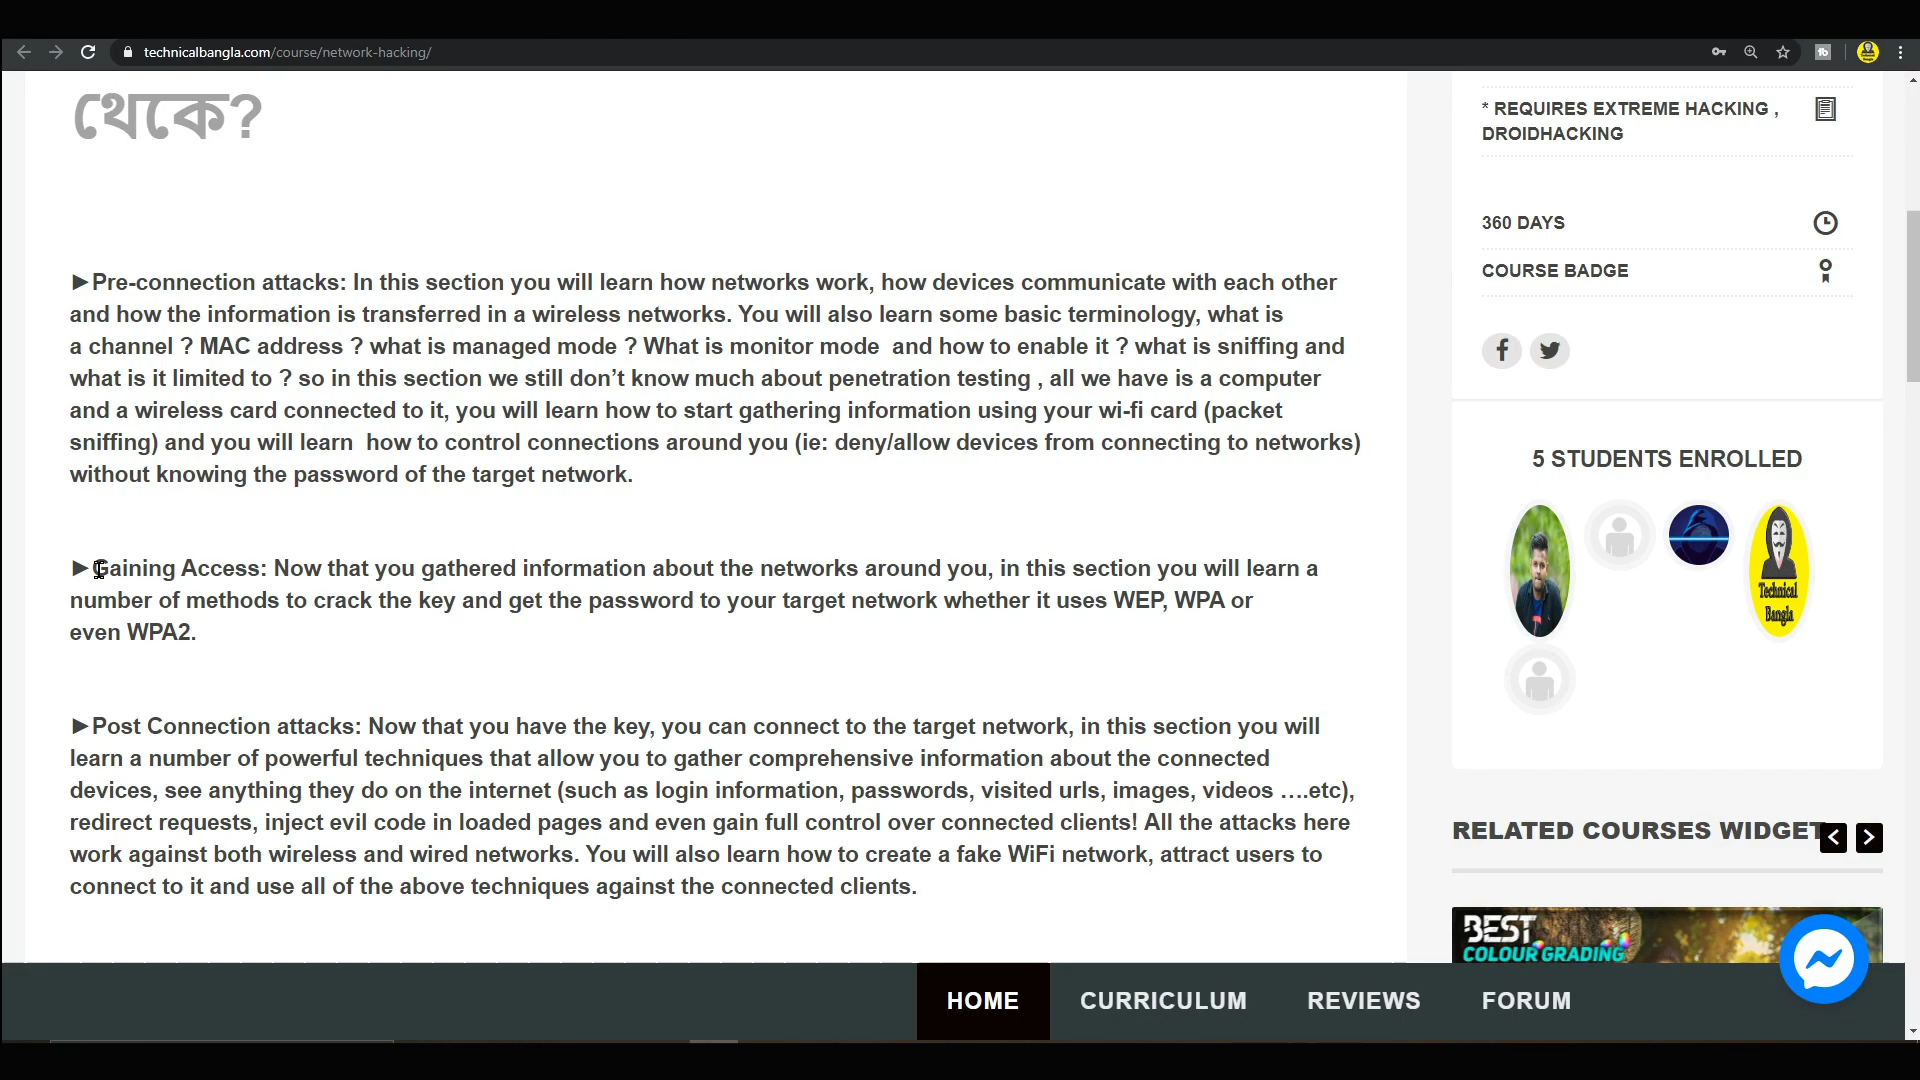 technicalbangla.com/course/network-hacking/
থেকে?
►Pre-connection attacks: In this section you will learn how networks work, how devices communicate with each other
and how the information is transferred in a wireless networks. You will also learn some basic terminology, what is
a channel ? MAC address ? what is managed mode ? What is monitor mode  and how to enable it ? what is sniffing and
what is it limited to ? so in this section we still don’t know much about penetration testing , all we have is a computer
and a wireless card connected to it, you will learn how to start gathering information using your wi-fi card (packet
sniffing) and you will learn  how to control connections around you (ie: deny/allow devices from connecting to networks)
without knowing the password of the target network.
►Gaining Access: Now that you gathered information about the networks around you, in this section you will learn a
number of methods to crack the key and get the password to your target network whether it uses WEP, WPA or
even WPA2.
►Post Connection attacks: Now that you have the key, you can connect to the target network, in this section you will
learn a number of powerful techniques that allow you to gather comprehensive information about the connected
devices, see anything they do on the internet (such as login information, passwords, visited urls, images, videos ….etc),
redirect requests, inject evil code in loaded pages and even gain full control over connected clients! All the attacks here
work against both wireless and wired networks. You will also learn how to create a fake WiFi network, attract users to
connect to it and use all of the above techniques against the connected clients.
* REQUIRES EXTREME HACKING ,
DROIDHACKING
360 DAYS
COURSE BADGE
5 STUDENTS ENROLLED
Technical
Bangla
RELATED COURSES WIDGET
BEST
COLOUR GRADING
HOME
CURRICULUM
REVIEWS
FORUM